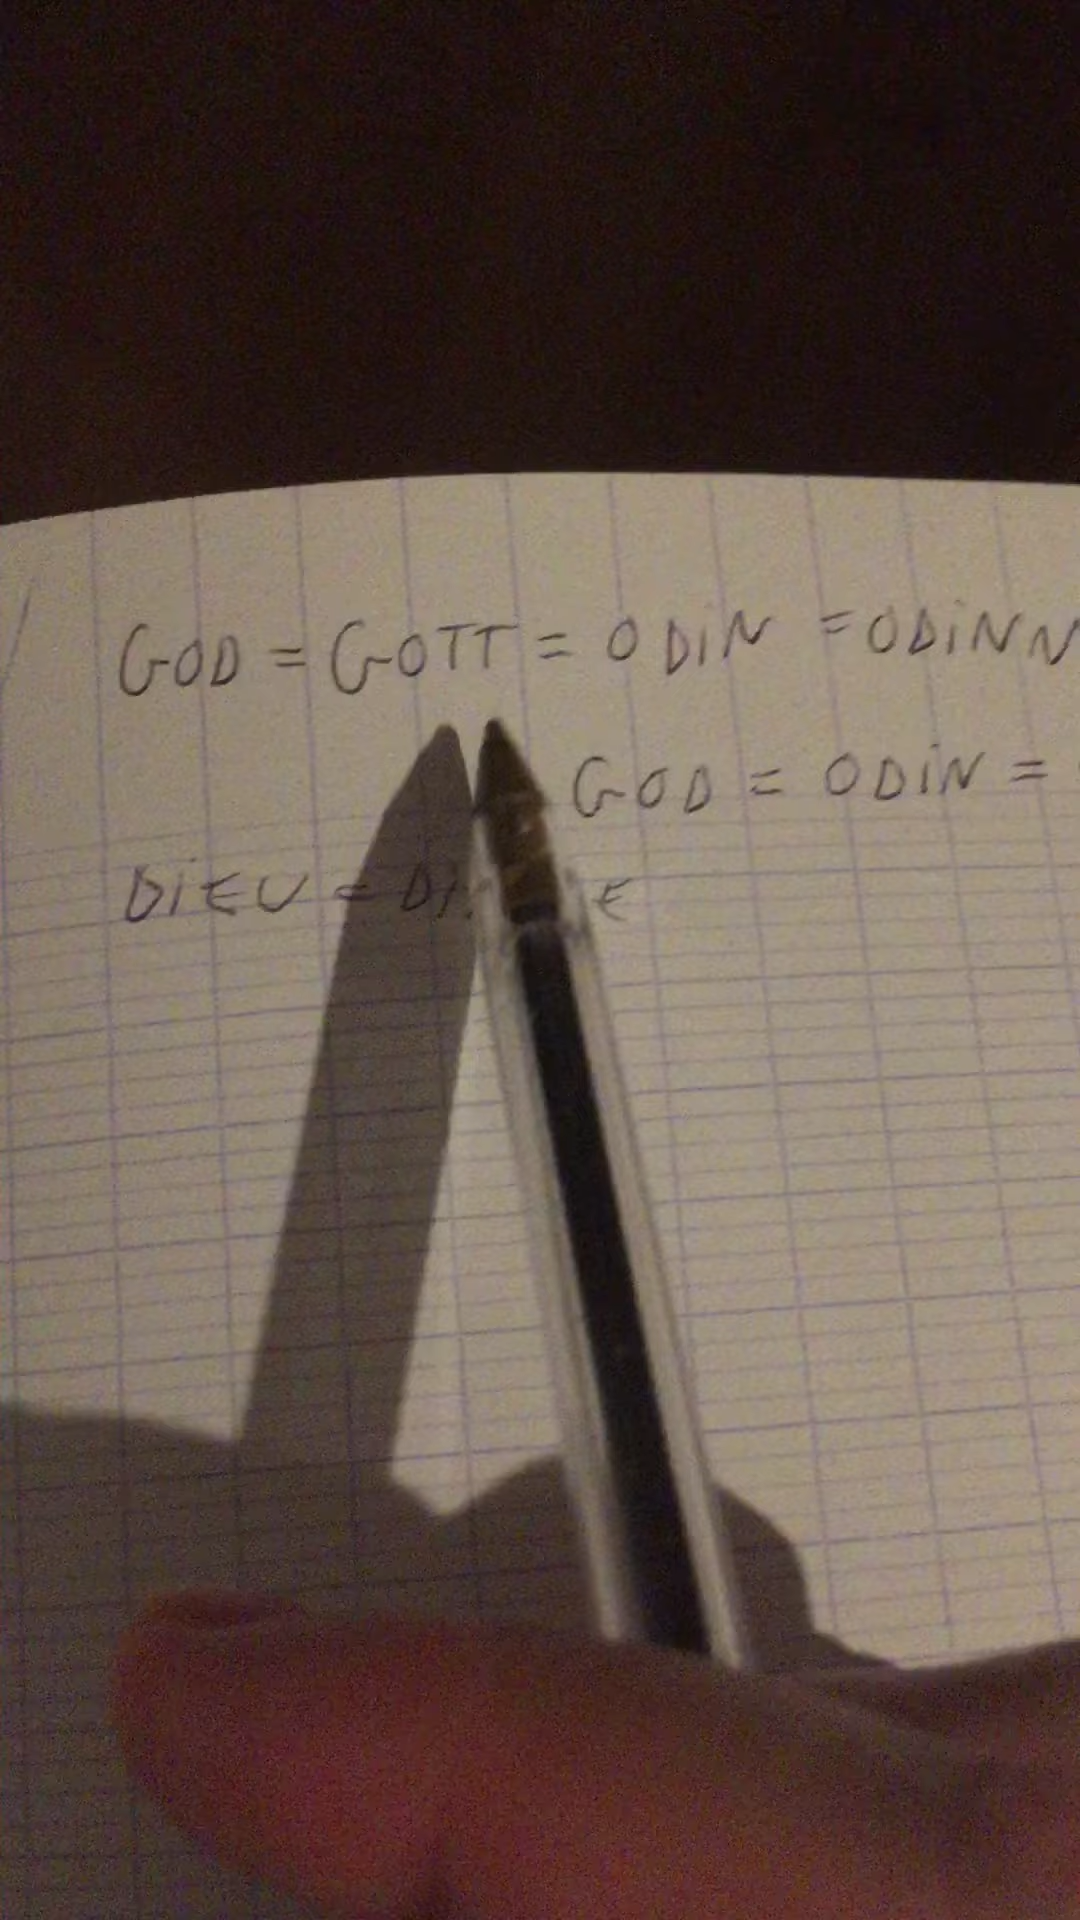 GOD = GOTT = ODiN = ODiNN
GOD = ODiN =
DiEU =